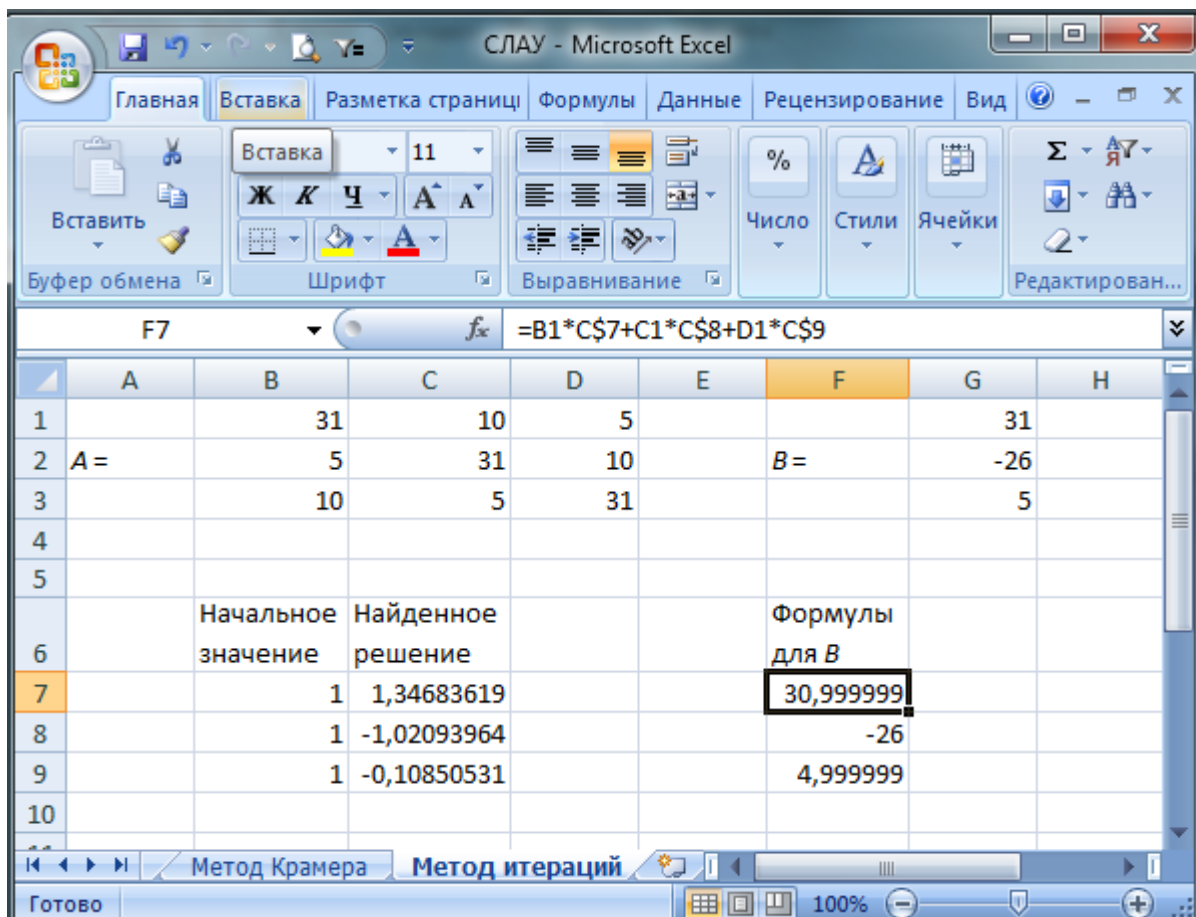 СЛАУ - Microsoft Excel
Главная Вставка Разметка страниц Формулы Данные Рецензирование Вид
Вставка 11 % Σ
Вставить Ж К Ч А А А Число Стили Ячейки
Буфер обмена Шрифт Выравнивание Редактирован...
F7 fx =B1*C$7+C1*C$8+D1*C$9
A B C D E F G H
1 31 10 5 31
2 A = 5 31 10 B = -26
3 10 5 31 5
4
5
Начальное Найденное Формулы
6 значение решение для B
7 1 1,34683619 30,999999
8 1 -1,02093964 -26
9 1 -0,10850531 4,999999
10
Метод Крамера Метод итераций
Готово 100%